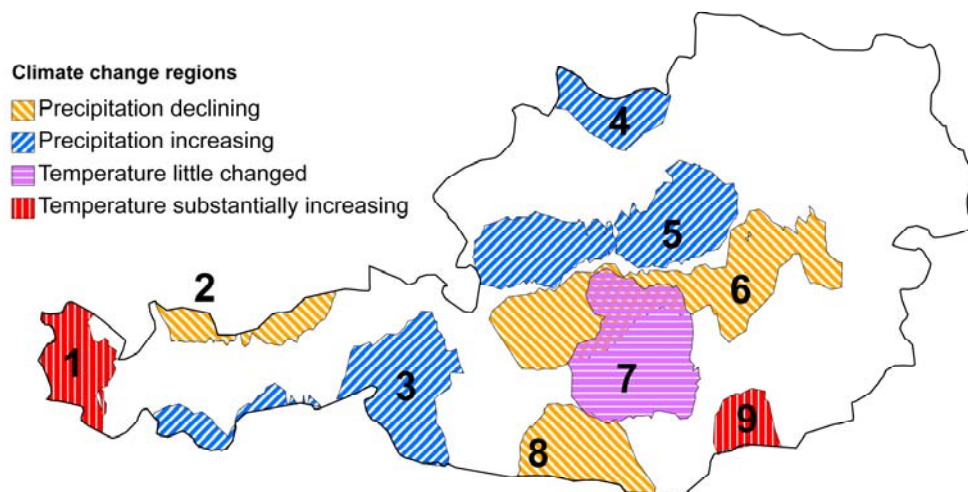 Climate change regions
Precipitation declining
Precipitation increasing
Temperature little changed
Temperature substantially increasing
1
2
3
4
5
6
7
8
9